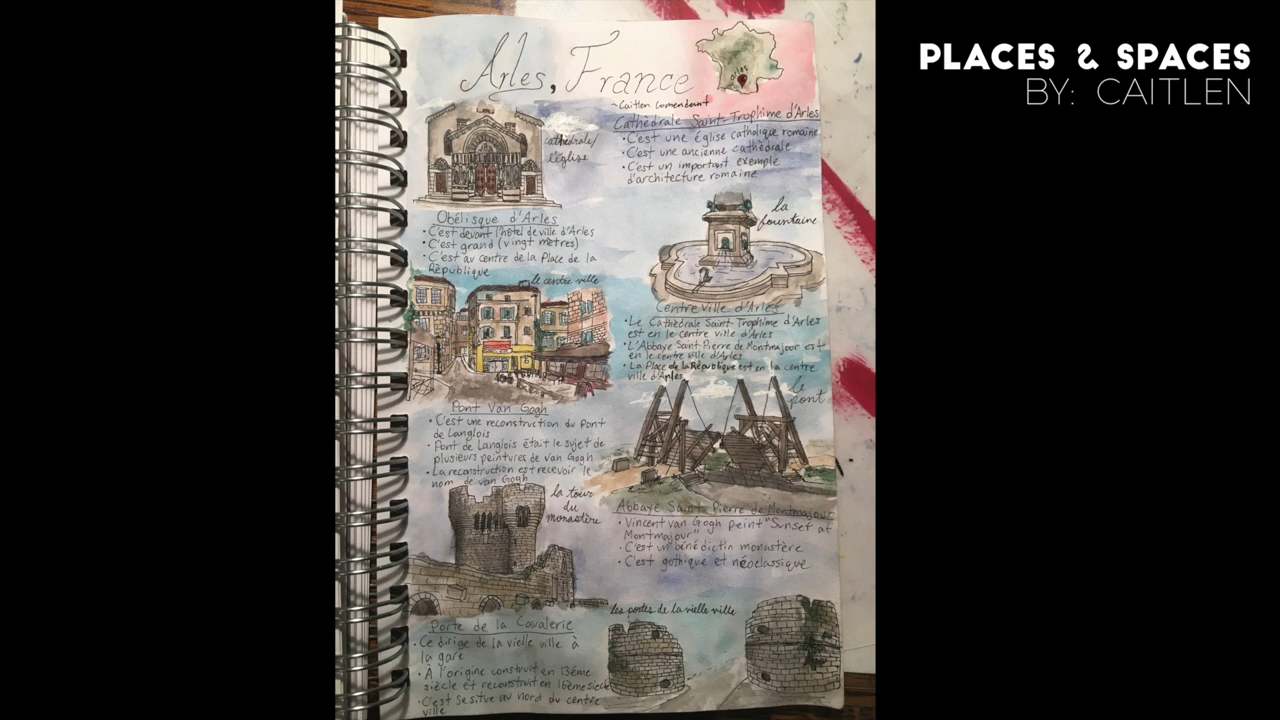 PLACES & SPACES
BY: CAITLEN
Arles, France
arles
~Caitlen Comendant
Cathédrale Saint-Trophime d'Arles
• C'est une église catholique romaine
• C'est une ancienne cathédrale
• C'est un important exemple
d'architecture romaine
cathédrale/
l'église
Obélisque d'Arles
• C'est devant l'hôtel de ville d'Arles
• C'est grand (vingt mètres)
• C'est au centre de la Place de la
République
la
fountaine
le centre ville
Centre Ville d'Arles
• Le Cathédrale Saint-Trophime d'Arles
est en le centre ville d'Arles
• L'Abbaye Saint-Pierre de Montmajour est
en le centre ville d'Arles
• La Place de la République est en la centre
ville d'Arles
Pont Van Gogh
• C'est une reconstruction du Pont
de Langlois
• Pont de Langlois était le sujet de
plusieurs peintures de van Gogh
• La reconstruction est recevoir le
nom de van Gogh
le
pont
la tour
du
monastère
Abbaye Saint-Pierre de Montmajour
• Vincent van Gogh peint "Sunset at
Montmajour"
• C'est un bénédictin monastère
• C'est gothique et néoclassique
les portes de la vielle ville
Porte de la Cavalerie
• Ce dirige de la vielle ville à
la gare
• À l'origine construit en 13éme
siècle et reconstruit en 16ème siècle
• C'est se situe au nord du centre
ville